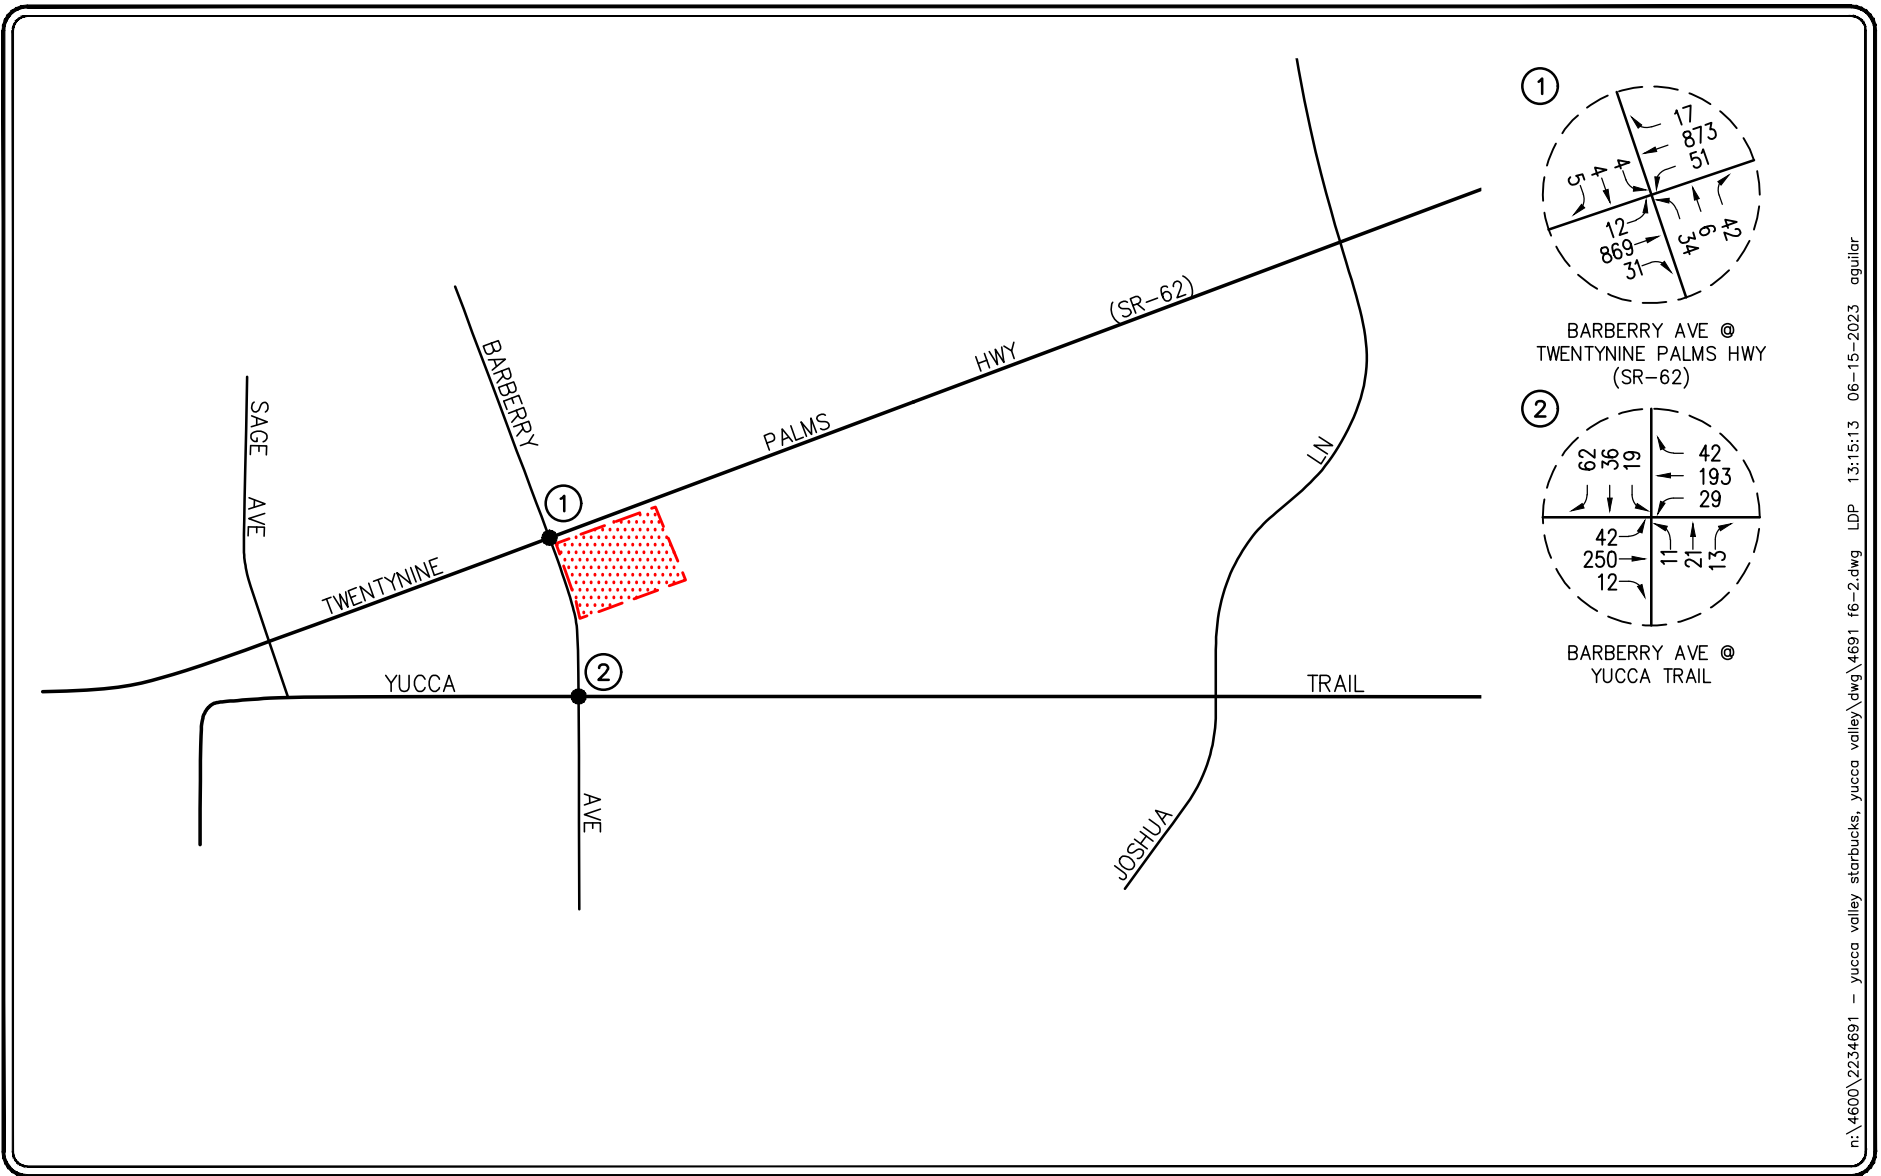 SAGE AVE
BARBERRY
AVE
TWENTYNINE PALMS HWY (SR-62)
YUCCA TRAIL
JOSHUA LN
1
2
1
17
873
51
5
4
4
12
869
31
34
6
42
BARBERRY AVE @
TWENTYNINE PALMS HWY
(SR-62)
2
62
36
19
42
193
29
42
250
12
11
21
13
BARBERRY AVE @
YUCCA TRAIL
n:\4600\2234691 - yucca valley starbucks, yucca valley\dwg\4691 f6-2.dwg LDP 13:15:13 06-15-2023 aguilar